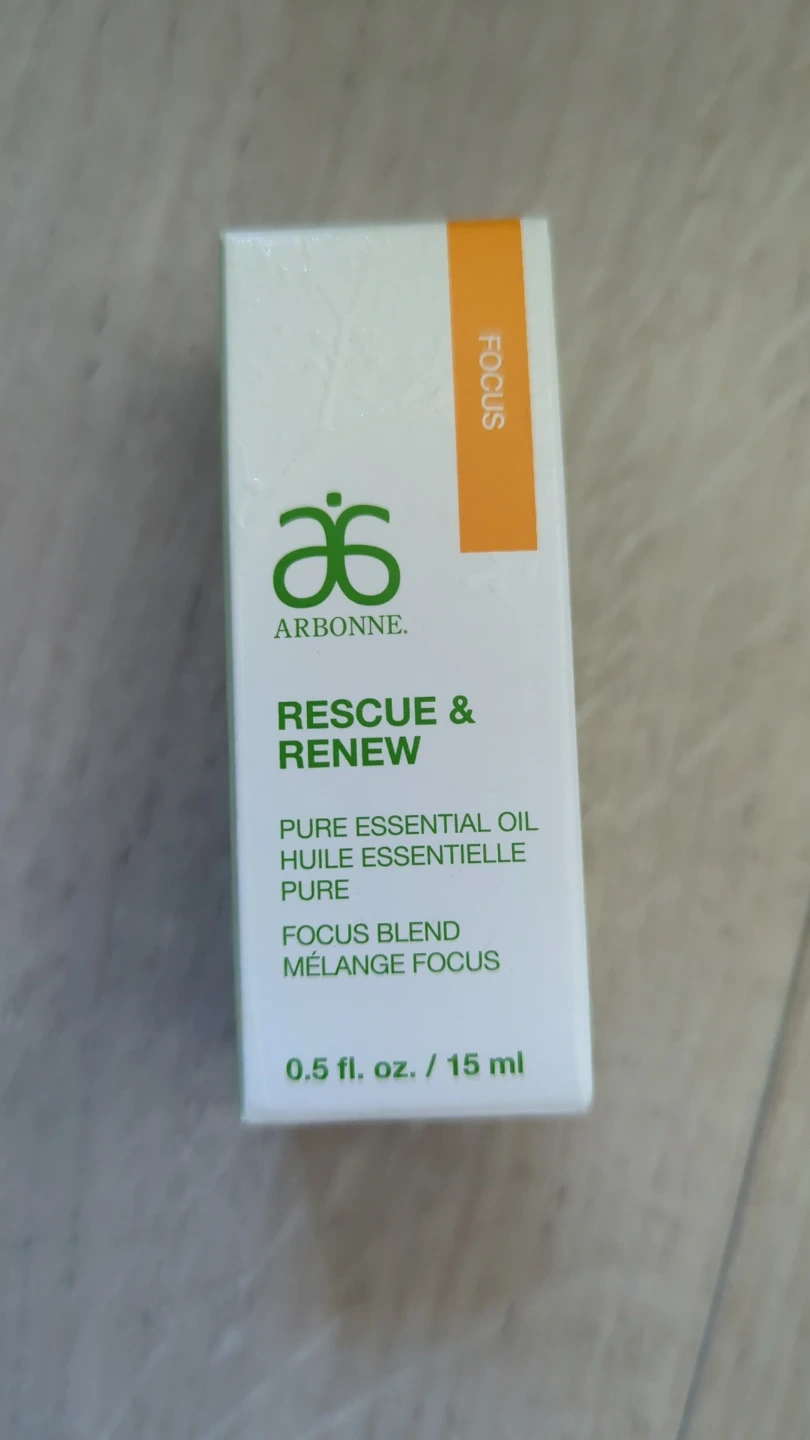 FOCUS
ARBONNE.
RESCUE &
RENEW
PURE ESSENTIAL OIL
HUILE ESSENTIELLE
PURE
FOCUS BLEND
MÉLANGE FOCUS
0.5 fl. oz. / 15 ml